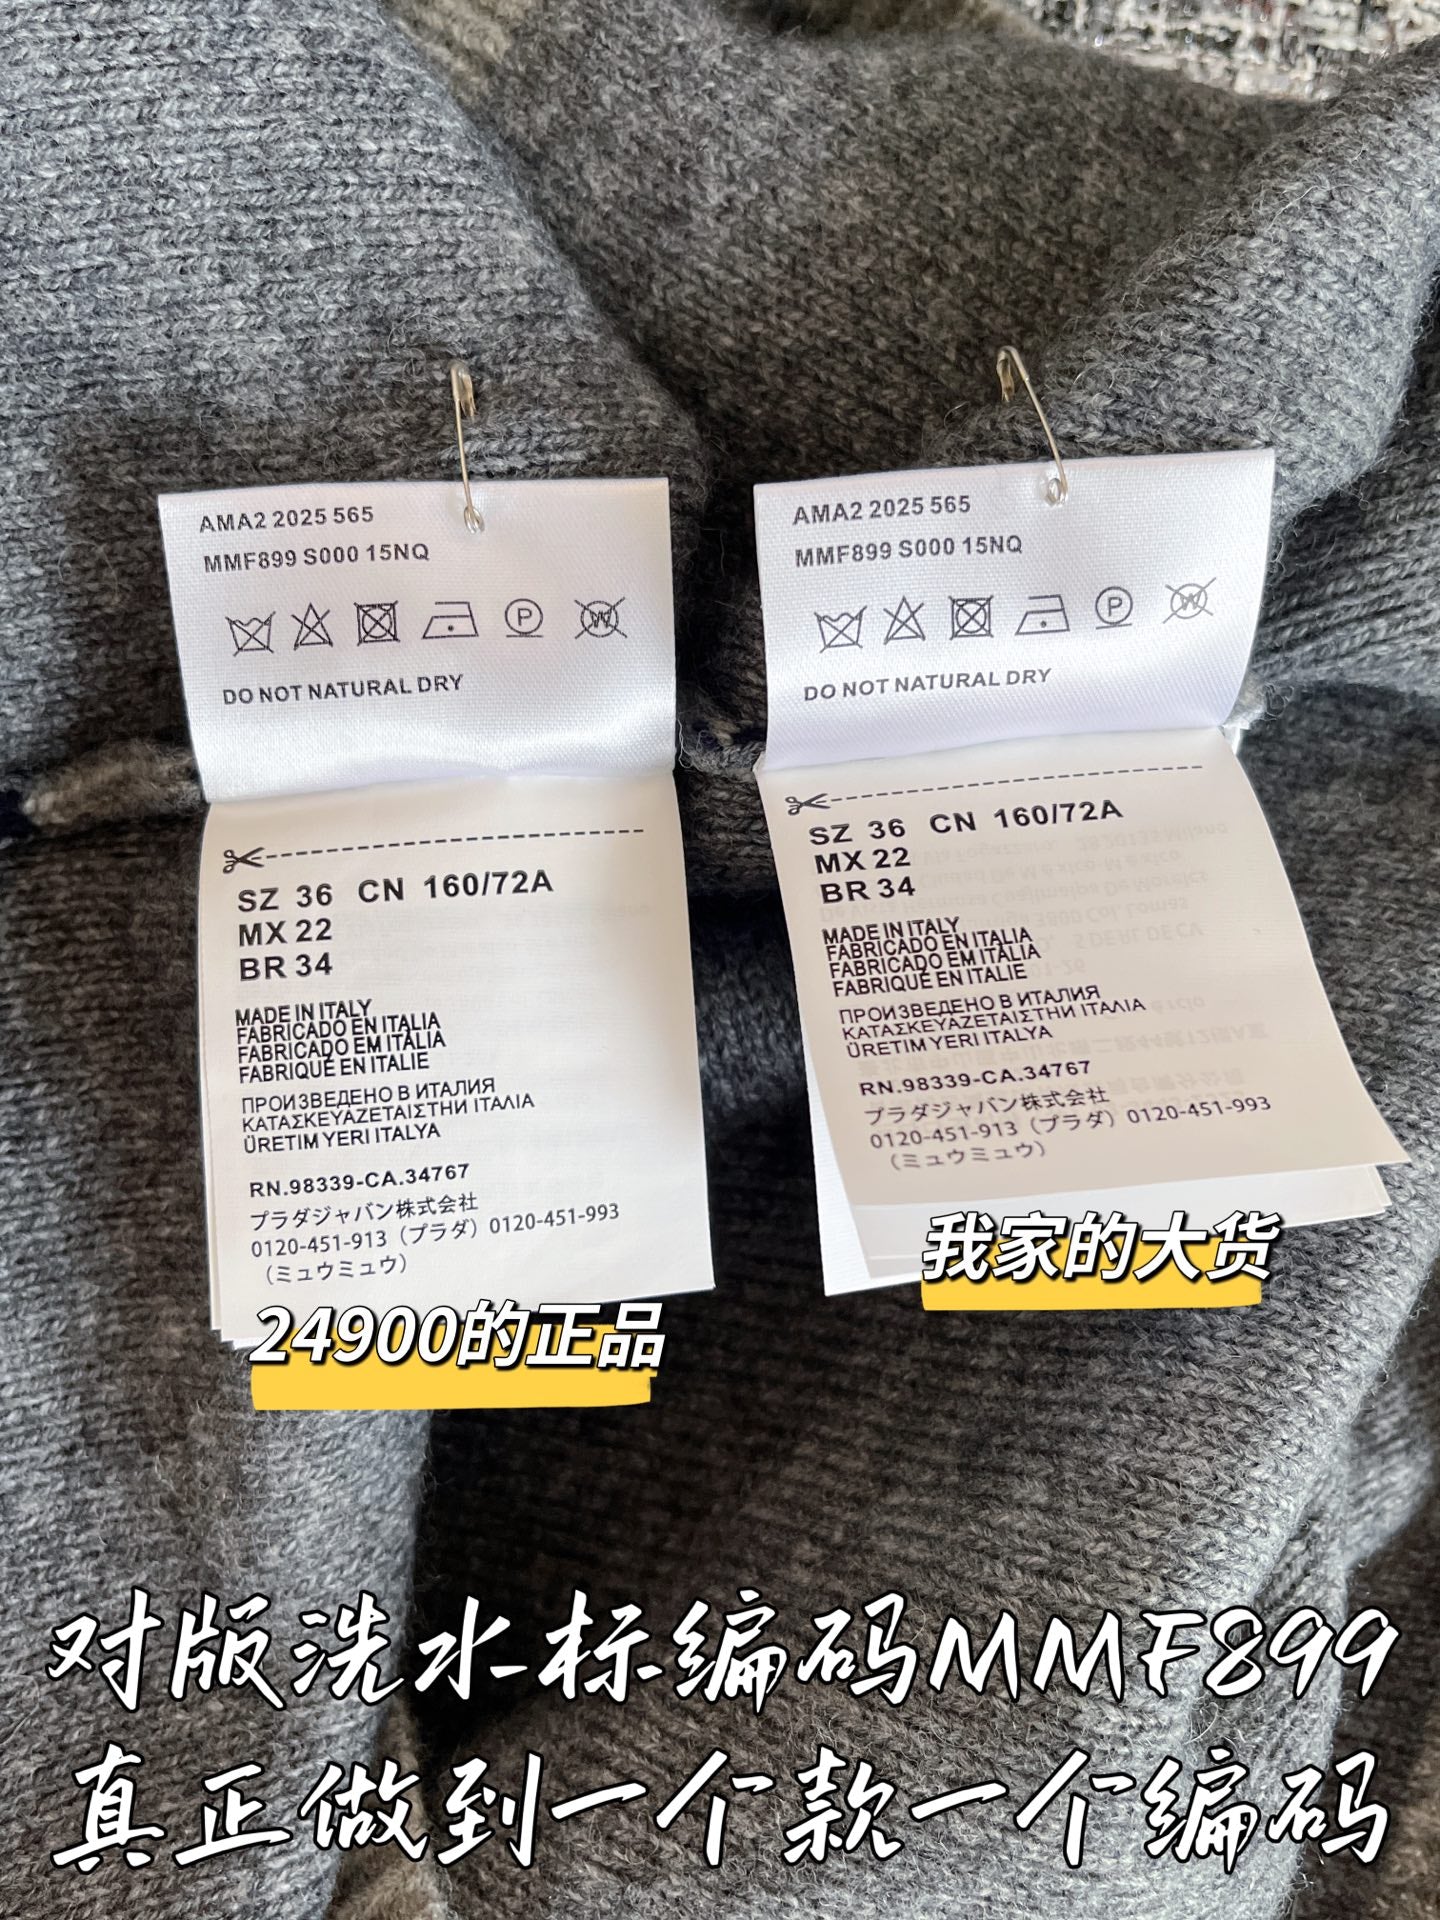 AMA2 2025 565
MMF899 S000 15NQ
P
W
DO NOT NATURAL DRY
SZ 36 CN 160/72A
MX 22
BR 34
MADE IN ITALY
FABRICADO EN ITALIA
FABRICADO EM ITÁLIA
FABRIQUÉ EN ITALIE
ПРОИЗВЕДЕНО В ИТАЛИЯ
ΚΑΤΑΣΚΕΥΑΖΕΤΑΙΣΤΗΝ ΙΤΑΛΙΑ
ÜRETIM YERI ITALYA
RN.98339-CA.34767
プラダジャバン株式会社
0120-451-913（プラダ）0120-451-993
（ミュウミュウ）
24900的正品
AMA2 2025 565
MMF899 S000 15NQ
P
W
DO NOT NATURAL DRY
SZ 36 CN 160/72A
MX 22
BR 34
MADE IN ITALY
FABRICADO EN ITALIA
FABRICADO EM ITÁLIA
FABRIQUÉ EN ITALIE
ПРОИЗВЕДЕНО В ИТАЛИЯ
ΚΑΤΑΣΚΕΥΑΖΕΤΑΙΣΤΗΝ ΙΤΑΛΙΑ
ÜRETIM YERI ITALYA
RN.98339-CA.34767
プラダジャバン株式会社
0120-451-913（プラダ）0120-451-993
（ミュウミュウ）
我家的大货
对版洗水标编码MMF899
真正做到一个款一个编码